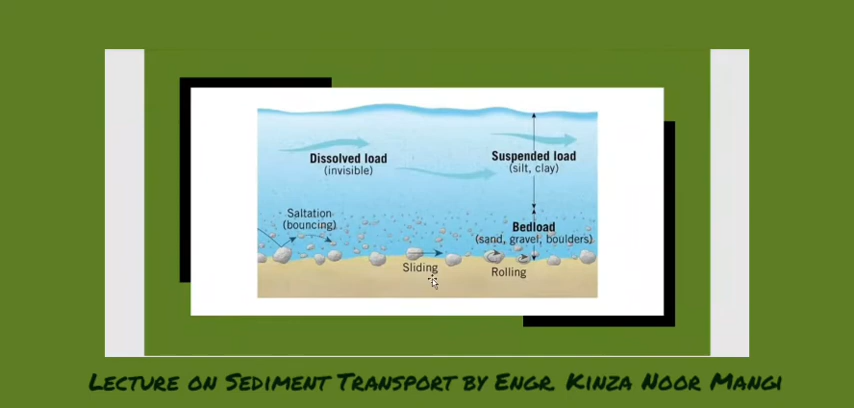 Dissolved load
(invisible)
Suspended load
(silt, clay)
Saltation
(bouncing)
Bedload
(sand, gravel, boulders)
Sliding
Rolling
Lecture on Sediment Transport by Engr. Kinza Noor Mangi